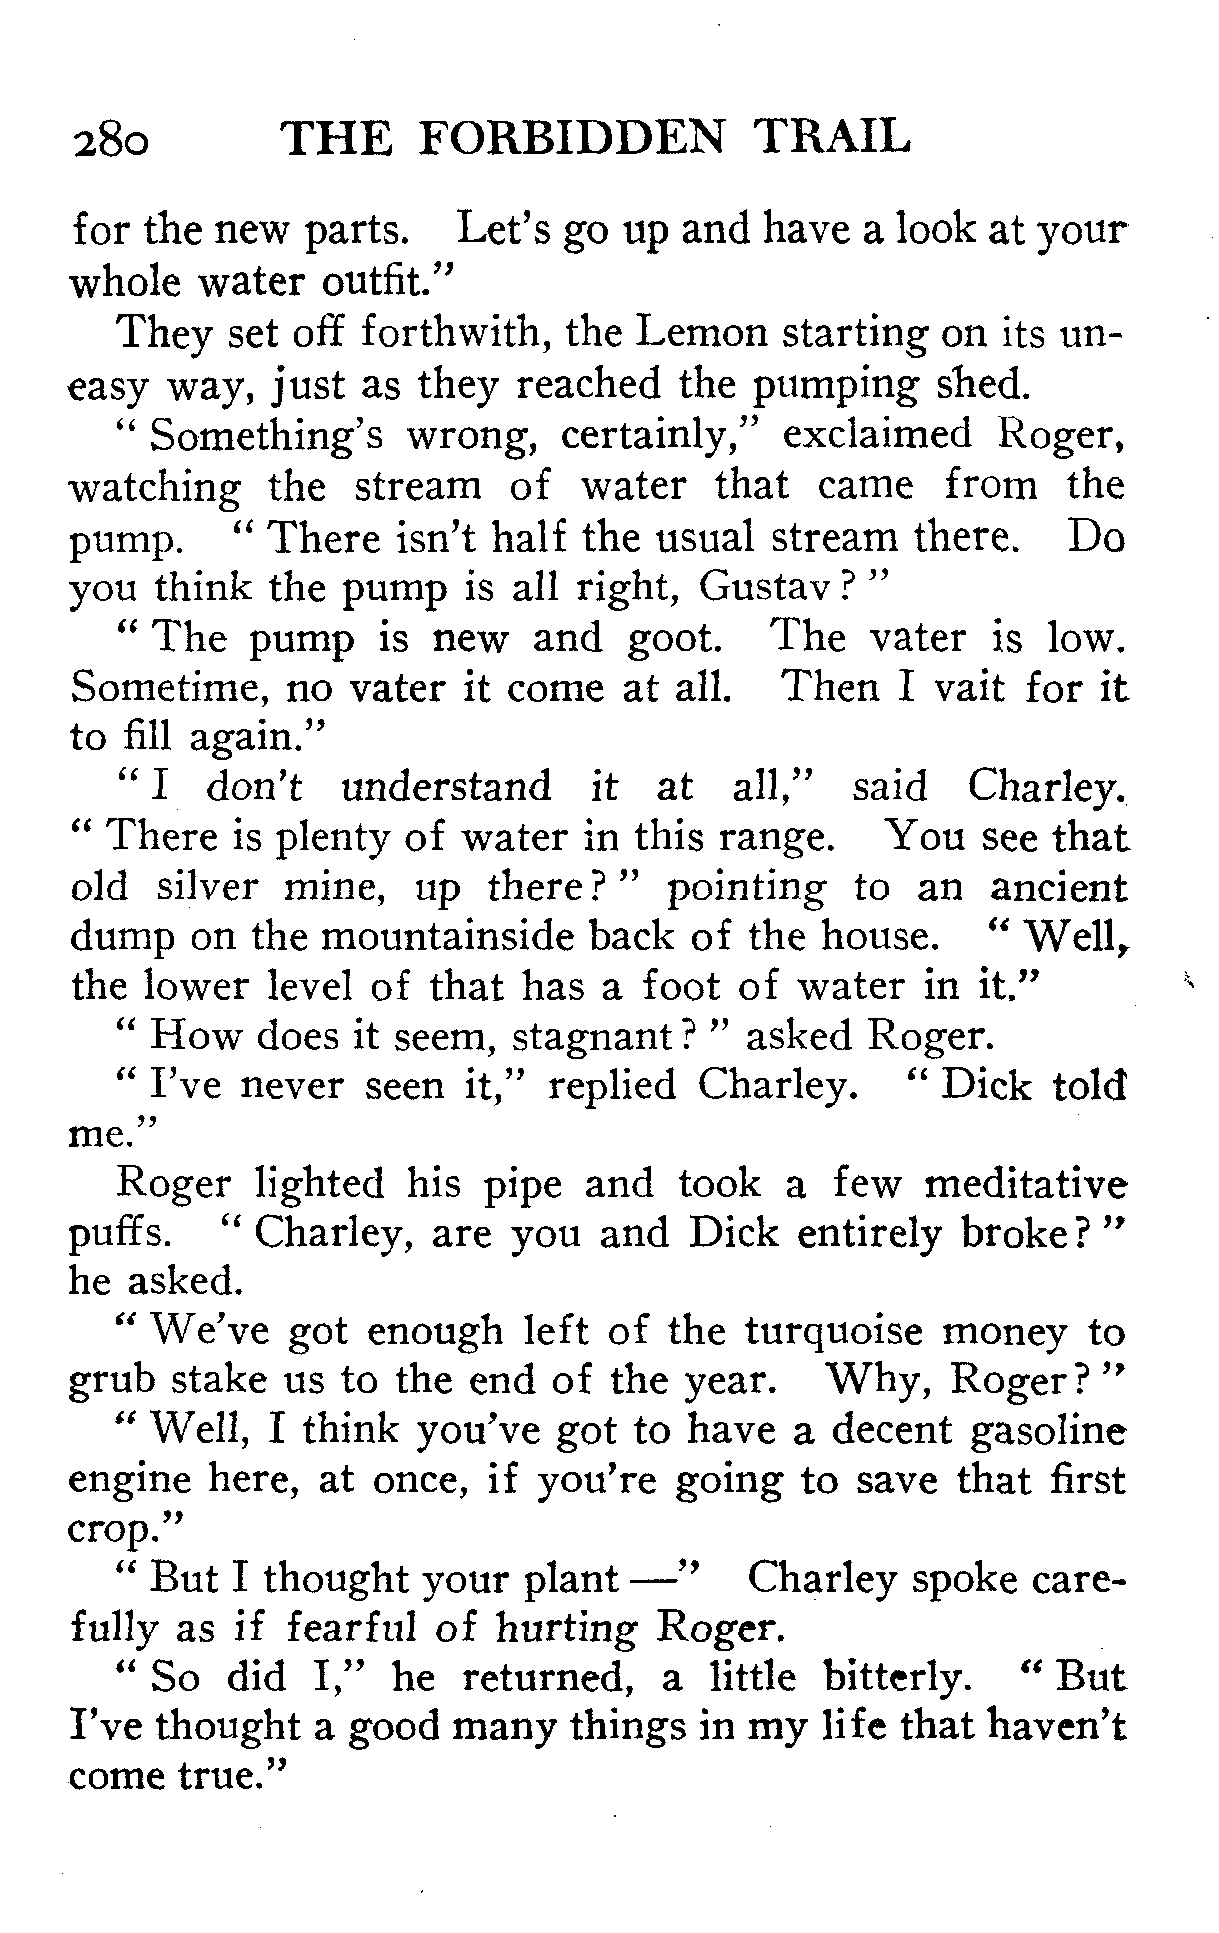 280 THE FORBIDDEN TRAIL
for the new parts. Let's go up and have a look at your
whole water outfit."
They set off forthwith, the Lemon starting on its un-
easy way, just as they reached the pumping shed.
" Something's wrong, certainly," exclaimed Roger,
watching the stream of water that came from the
pump. " There isn't half the usual stream there. Do
you think the pump is all right, Gustav? "
" The pump is new and goot. The vater is low.
Sometime, no vater it come at all. Then I vait for it
to fill again."
" I don't understand it at all," said Charley.
" There is plenty of water in this range. You see that
old silver mine, up there? " pointing to an ancient
dump on the mountainside back of the house. " Well,
the lower level of that has a foot of water in it."
" How does it seem, stagnant? " asked Roger.
" I've never seen it," replied Charley. " Dick told
me."
Roger lighted his pipe and took a few meditative
puffs. " Charley, are you and Dick entirely broke? "
he asked.
" We've got enough left of the turquoise money to
grub stake us to the end of the year. Why, Roger? "
" Well, I think you've got to have a decent gasoline
engine here, at once, if you're going to save that first
crop."
" But I thought your plant —" Charley spoke care-
fully as if fearful of hurting Roger.
" So did I," he returned, a little bitterly. " But
I've thought a good many things in my life that haven't
come true."